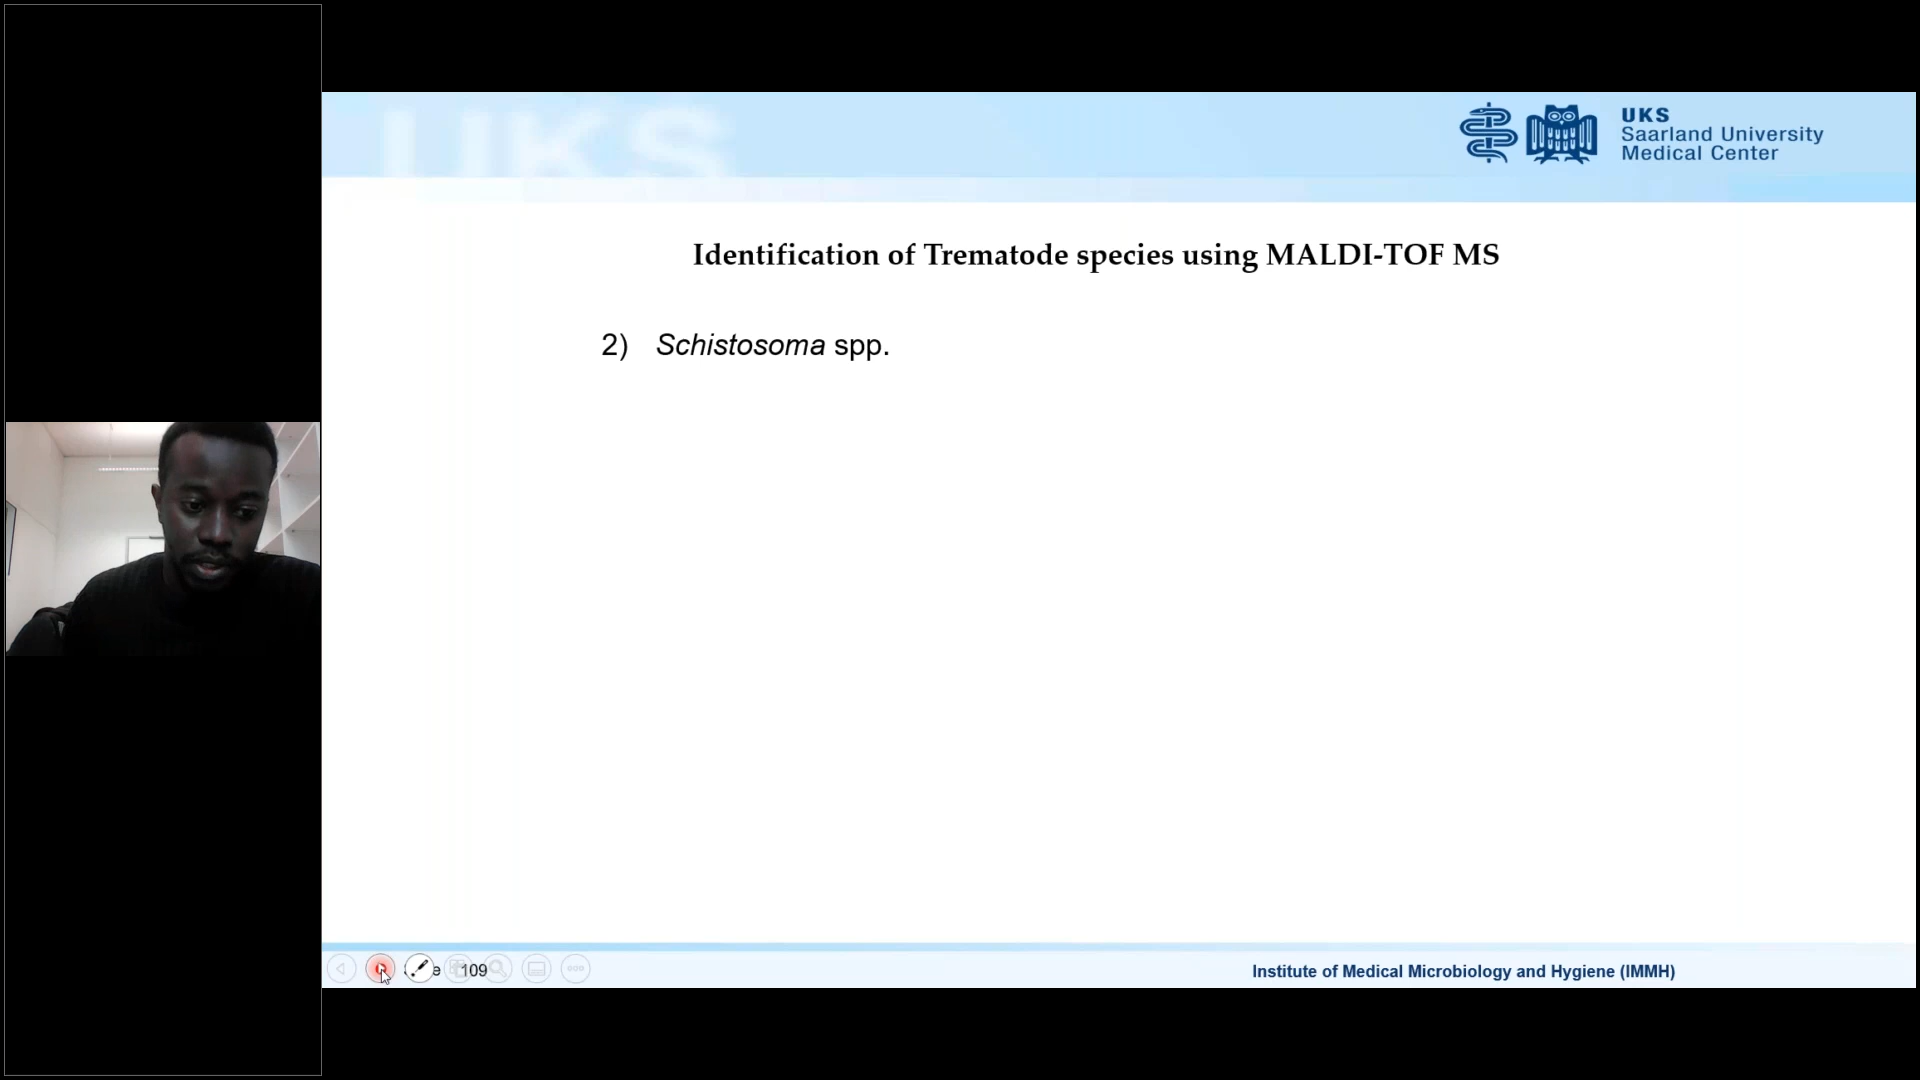 UKS
UKS
Saarland University
Medical Center
Identification of Trematode species using MALDI-TOF MS
2) Schistosoma spp.
109
Institute of Medical Microbiology and Hygiene (IMMH)